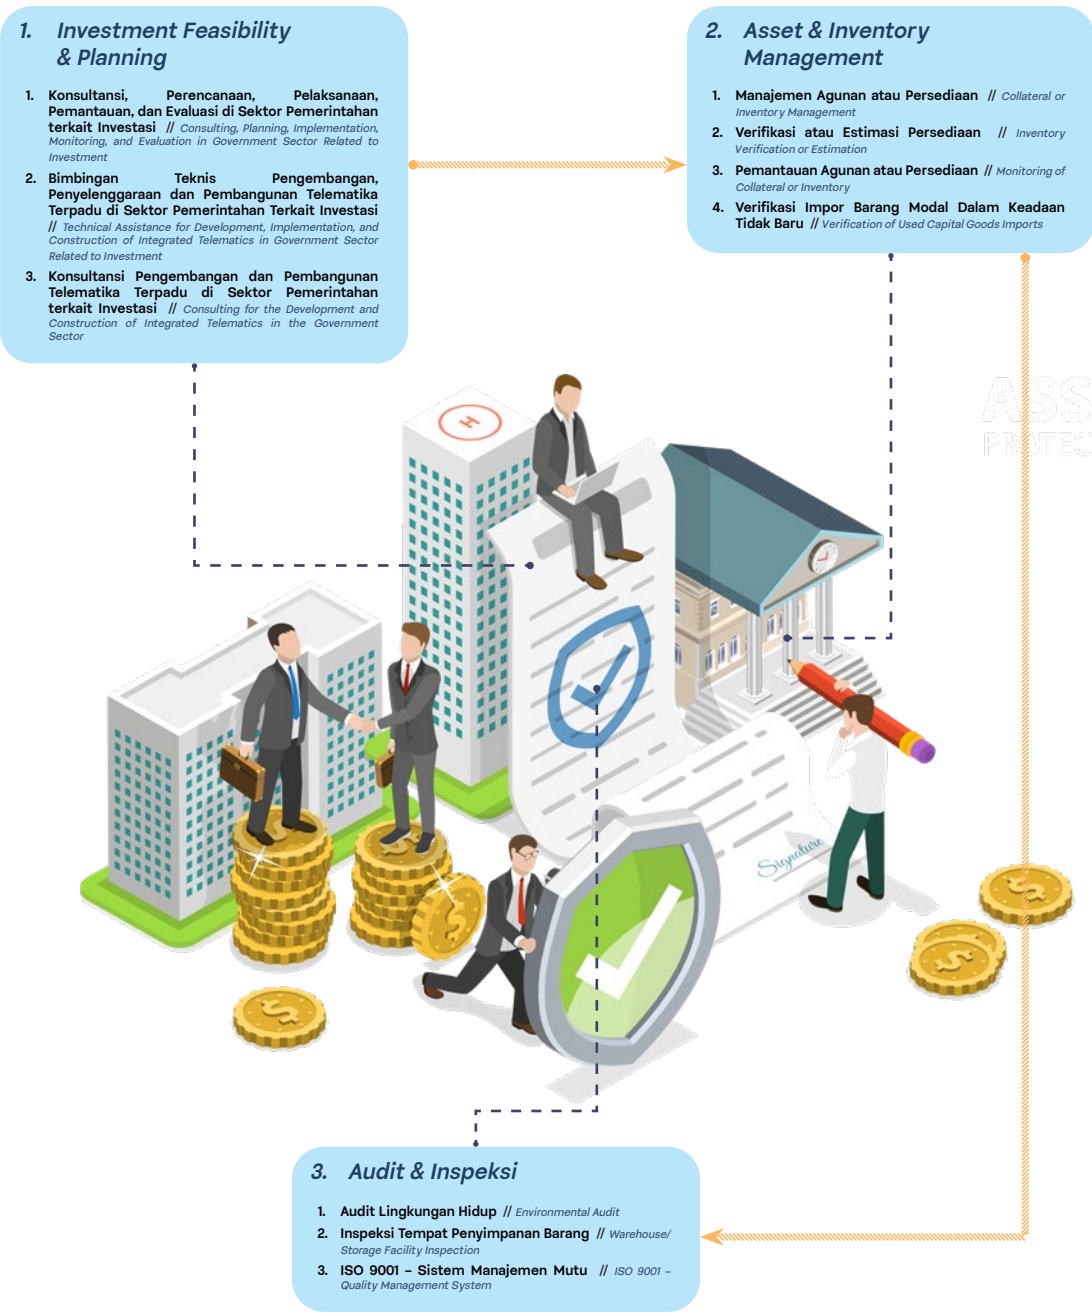 1. Investment Feasibility
& Planning
1. Konsultansi, Perencanaan, Pelaksanaan,
Pemantauan, dan Evaluasi di Sektor Pemerintahan
terkait Investasi // Consulting, Planning, Implementation,
Monitoring, and Evaluation in Government Sector Related to
Investment
2. Bimbingan Teknis Pengembangan,
Penyelenggaraan dan Pembangunan Telematika
Terpadu di Sektor Pemerintahan Terkait Investasi
// Technical Assistance for Development, Implementation, and
Construction of Integrated Telematics in Government Sector
Related to Investment
3. Konsultansi Pengembangan dan Pembangunan
Telematika Terpadu di Sektor Pemerintahan
terkait Investasi // Consulting for the Development and
Construction of Integrated Telematics in the Government
Sector
2. Asset & Inventory
Management
1. Manajemen Agunan atau Persediaan // Collateral or
Inventory Management
2. Verifikasi atau Estimasi Persediaan // Inventory
Verification or Estimation
3. Pemantauan Agunan atau Persediaan // Monitoring of
Collateral or Inventory
4. Verifikasi Impor Barang Modal Dalam Keadaan
Tidak Baru // Verification of Used Capital Goods Imports
ASS
PROTEC
H
Signature
3. Audit & Inspeksi
1. Audit Lingkungan Hidup // Environmental Audit
2. Inspeksi Tempat Penyimpanan Barang // Warehouse/
Storage Facility Inspection
3. ISO 9001 – Sistem Manajemen Mutu // ISO 9001 –
Quality Management System